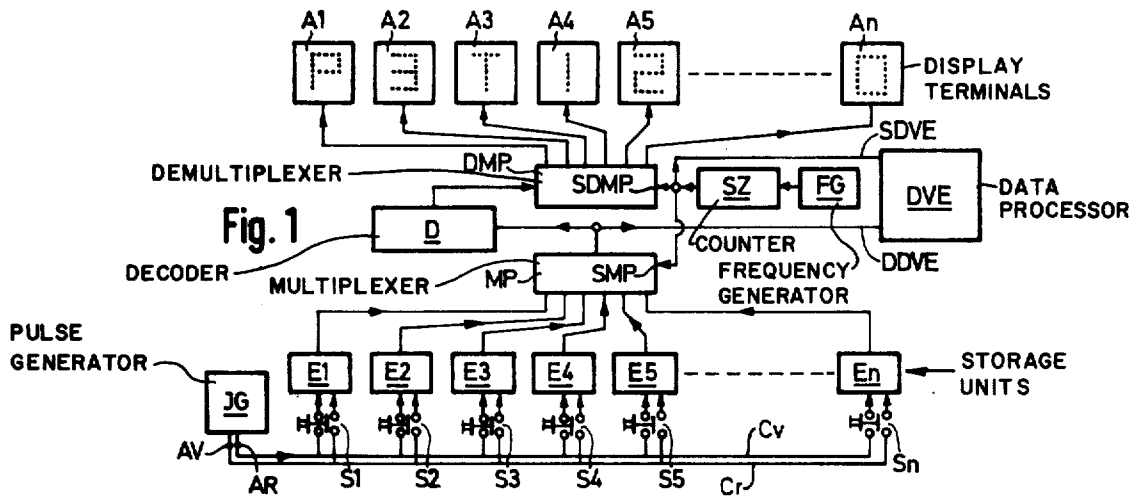 A1 A2 A3 A4 A5 An
P 3 T 1 2 0
DISPLAY
TERMINALS
SDVE
DEMULTIPLEXER
DMP
SDMP
SZ
FG
DVE
DATA
PROCESSOR
Fig. 1
D
DECODER
COUNTER
FREQUENCY
GENERATOR
DDVE
MULTIPLEXER
MP
SMP
PULSE
GENERATOR
JG
E1 E2 E3 E4 E5 En
STORAGE
UNITS
AV
AR
S1 S2 S3 S4 S5 Sn
Cv
Cr